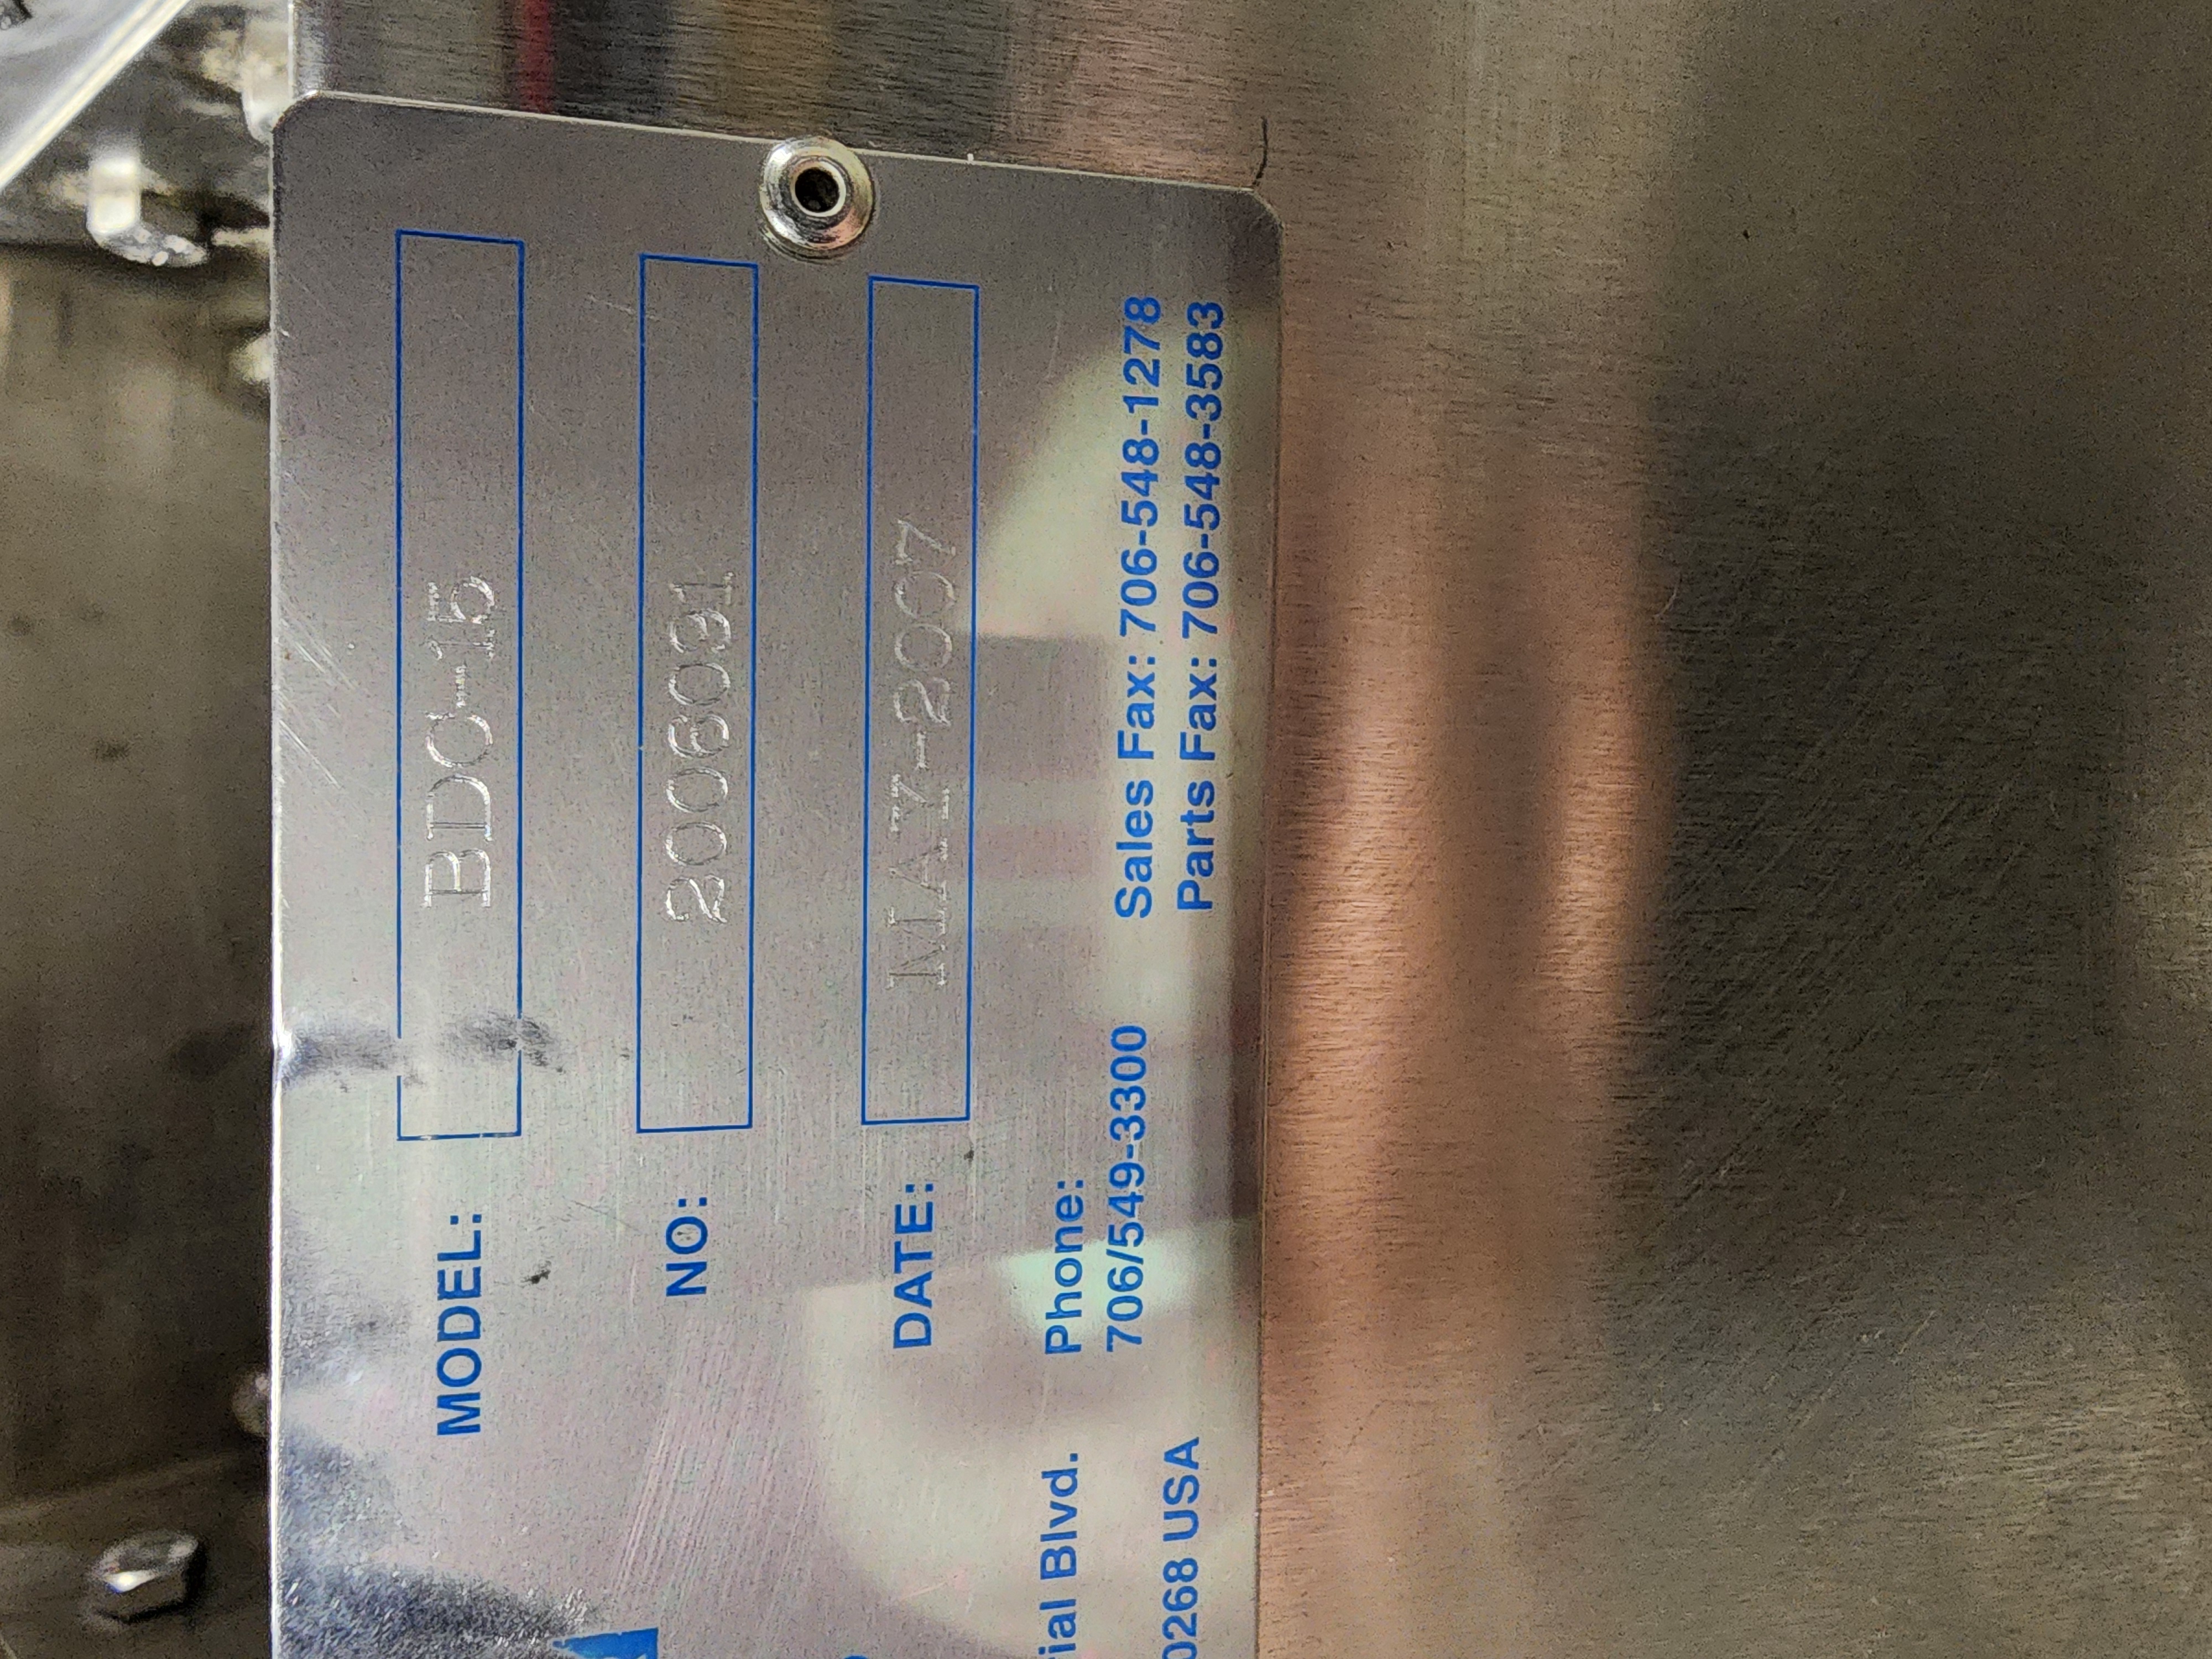 MODEL: BDO-15
NO: 2006031
DATE: MAY-2007
Blvd. Phone:
706/549-3300 Sales Fax: 706-548-1278
0268 USA Parts Fax: 706-548-3583